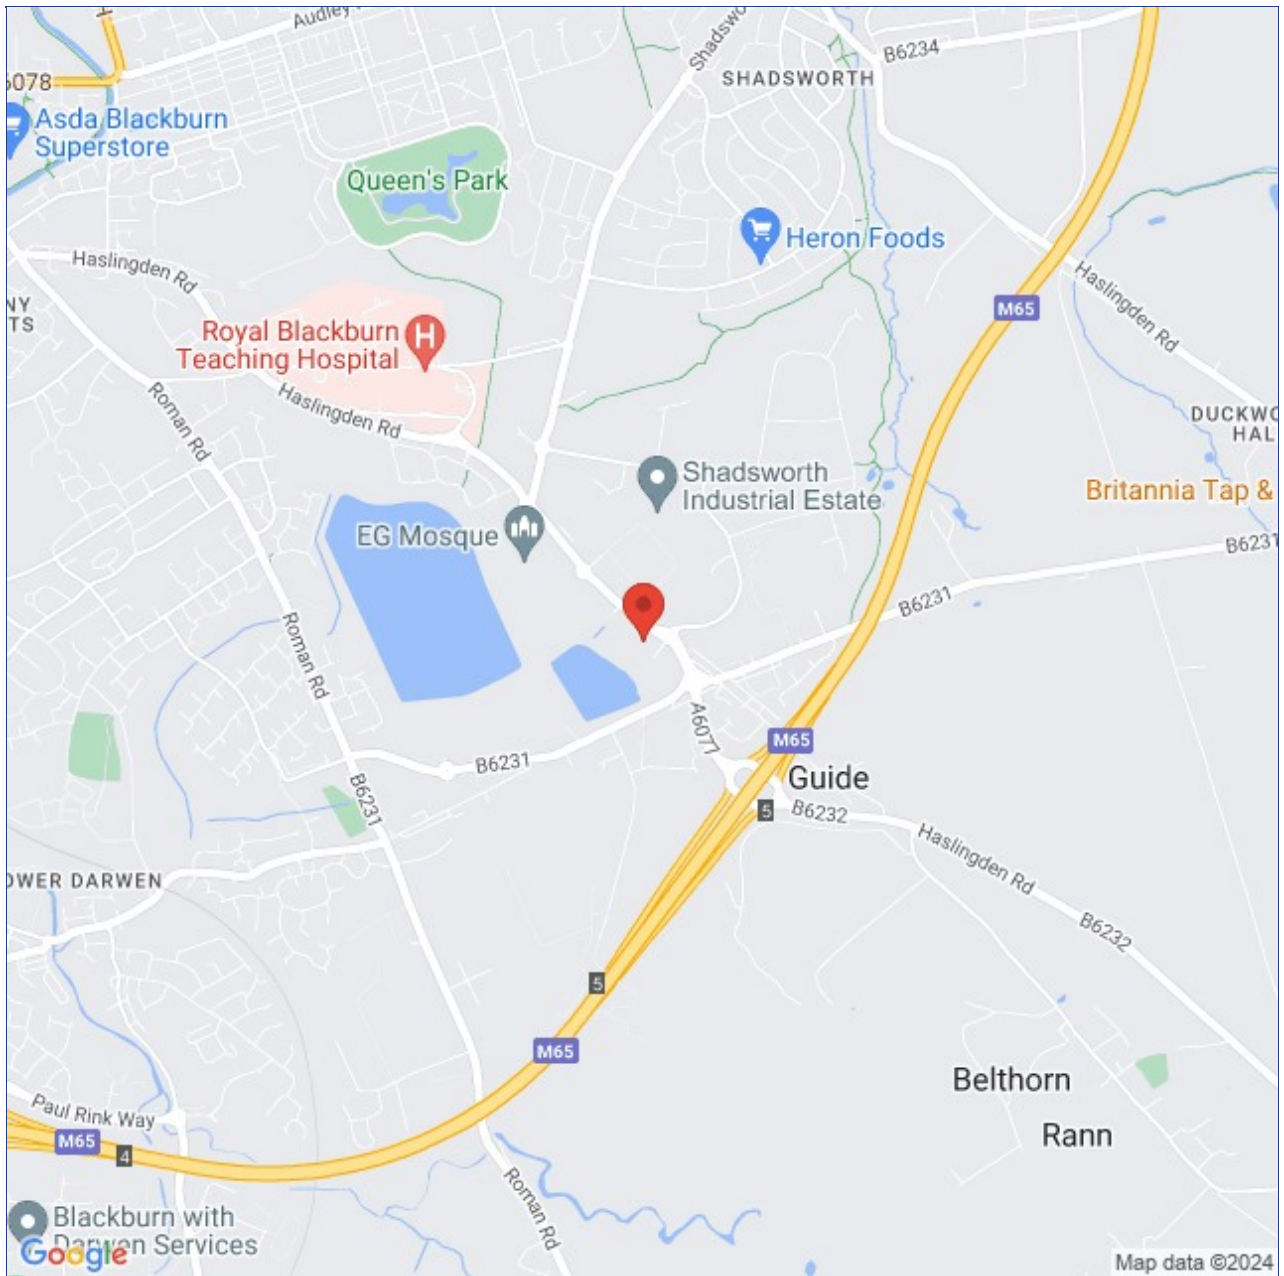 Audley
Shadswo
B6234
SHADSWORTH
6078
Asda Blackburn
Superstore
Queen's Park
Heron Foods
Haslingden Rd
Haslingden Rd
M65
NY
TS
Royal Blackburn
Teaching Hospital
H
Haslingden Rd
Roman Rd
DUCKWO
HAL
Shadsworth
Industrial Estate
Britannia Tap &
EG Mosque
B6231
B6231
Roman Rd
A6077
M65
B6231
Guide
5
B6232
B6231
Haslingden Rd
OWER DARWEN
B6232
5
M65
Belthorn
Paul Rink Way
Rann
M65
4
Roman Rd
Blackburn with
Darwen Services
Google
Map data ©2024